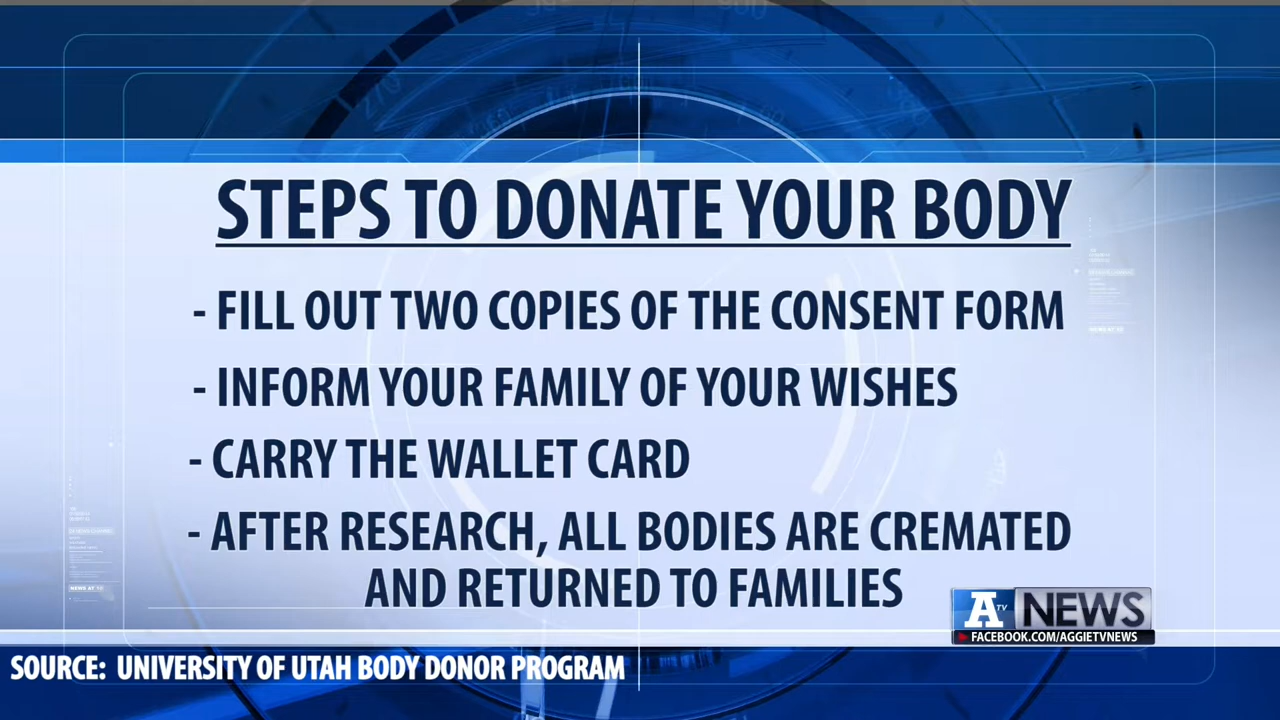 STEPS TO DONATE YOUR BODY
- FILL OUT TWO COPIES OF THE CONSENT FORM
- INFORM YOUR FAMILY OF YOUR WISHES
- CARRY THE WALLET CARD
- AFTER RESEARCH, ALL BODIES ARE CREMATED
AND RETURNED TO FAMILIES
A TV NEWS
FACEBOOK.COM/AGGIETVNEWS
SOURCE: UNIVERSITY OF UTAH BODY DONOR PROGRAM